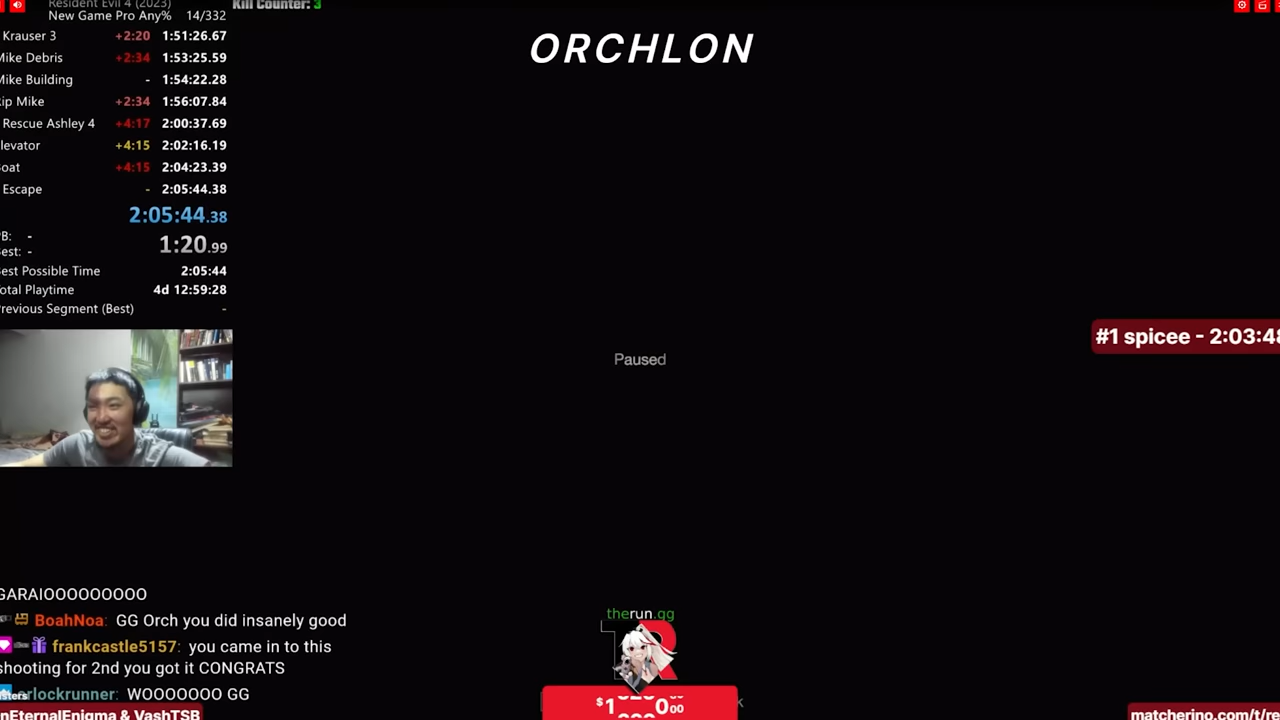 Resident Evil 4 (2023)
New Game Pro Any% 14/332
Kill Counter: 3
ORCHLON
Krauser 3 +2:20 1:51:26.67
Mike Debris +2:34 1:53:25.59
Mike Building - 1:54:22.28
ip Mike +2:34 1:56:07.84
Rescue Ashley 4 +4:17 2:00:37.69
levator +4:15 2:02:16.19
oat +4:15 2:04:23.39
Escape - 2:05:44.38
2:05:44.38
PB: -
est: -
1:20.99
est Possible Time 2:05:44
otal Playtime 4d 12:59:28
Previous Segment (Best) -
#1 spicee - 2:03:48
Paused
GARAIOOOOOOOOO
BoahNoa: GG Orch you did insanely good
frankcastle5157: you came in to this
shooting for 2nd you got it CONGRATS
rlockrunner: WOOOOOOO GG
nEternalEnigma & VashTSB
therun.gg
matcherino.com/t/re